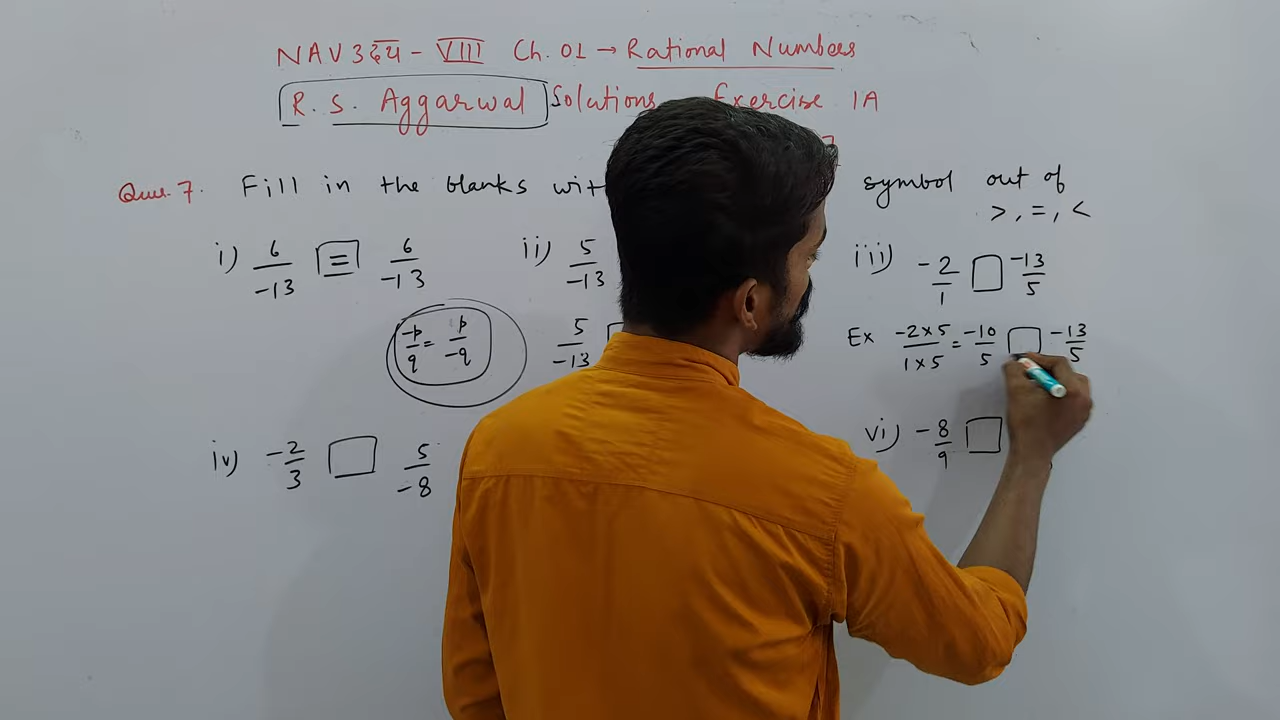 NAV उदय - VIII Ch. 01 → Rational Numbers
R. S. Aggarwal Solutions Exercise 1A
Que. 7. Fill in the blanks symbol out of
>, =, <
i) 6/-13 = 6/-13
ii) 5/-13
iii) -2/1 □ -13/5
-p/q = p/-q
5/-13
Ex -2×5/1×5 = -10/5 □ -13/5
iv) -2/3 □ 5/-8
vi) -8/9 □